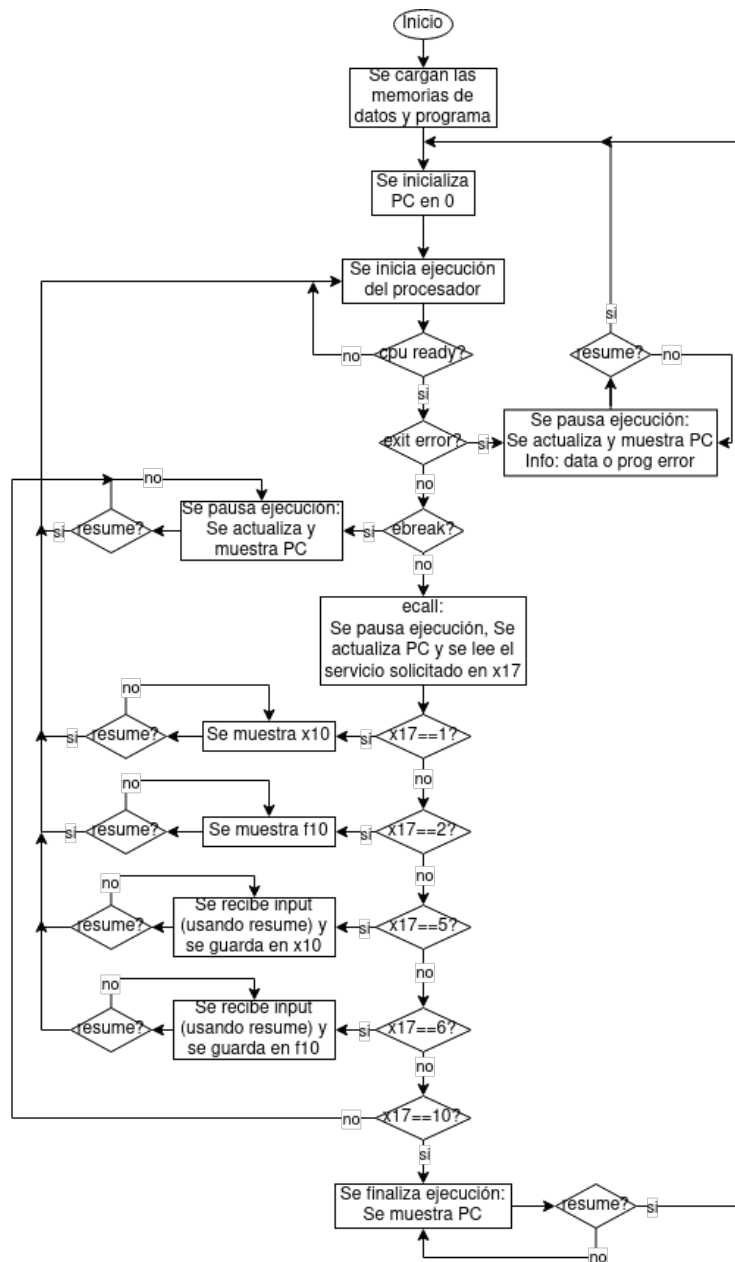 Inicio
Se cargan las
memorias de
datos y programa
Se inicializa
PC en 0
Se inicia ejecución
del procesador
si
no
cpu ready?
resume?
no
si
Se pausa ejecución:
Se actualiza y muestra PC
Info: data o prog error
exit error?
si
no
no
Se pausa ejecución:
Se actualiza y
muestra PC
si
resume?
si
ebreak?
no
ecall:
Se pausa ejecución, Se
actualiza PC y se lee el
servicio solicitado en x17
no
si
resume?
Se muestra x10
si
x17==1?
no
no
si
resume?
Se muestra f10
si
x17==2?
no
no
resume?
Se recibe input
(usando resume) y
se guarda en x10
si
x17==5?
no
no
resume?
Se recibe input
(usando resume) y
se guarda en f10
si
x17==6?
no
no
x17==10?
si
Se finaliza ejecución:
Se muestra PC
resume?
si
no